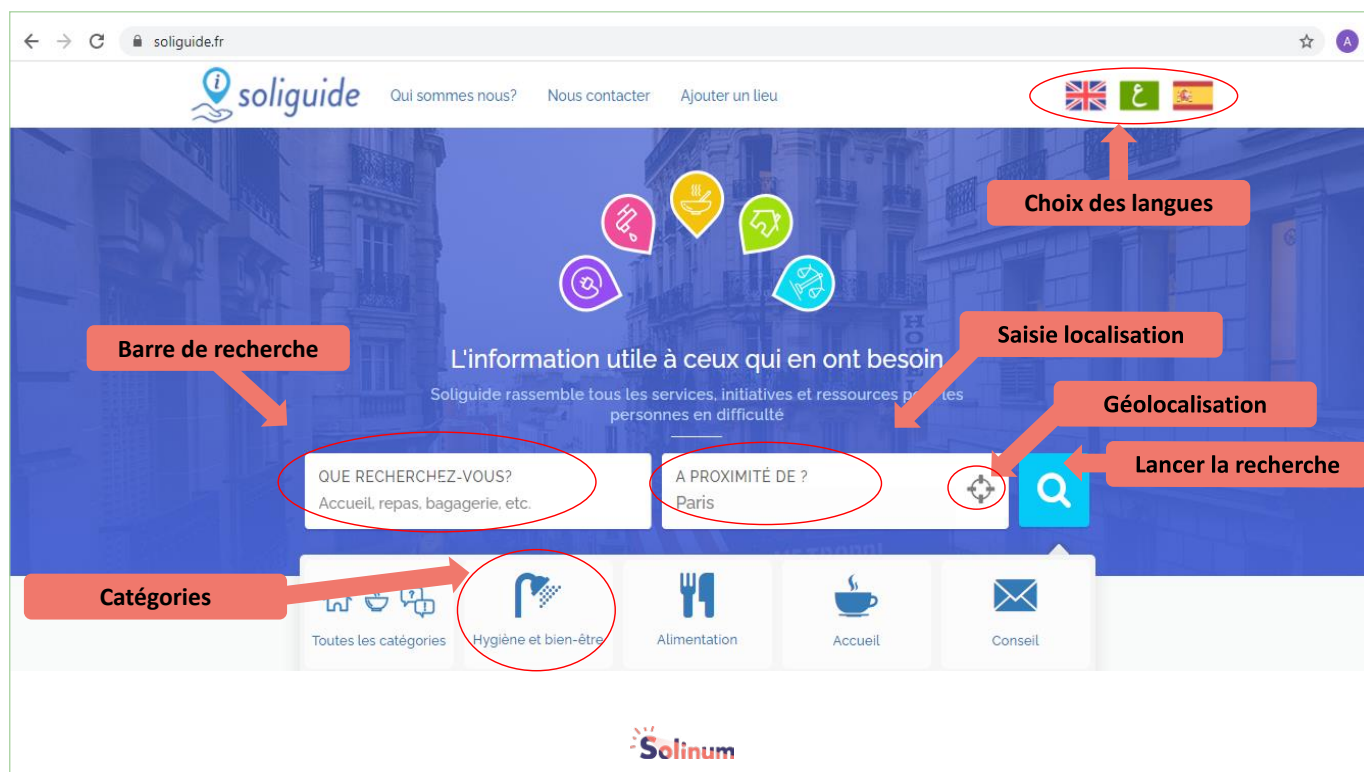 soliguide.fr
A
soliguide
Qui sommes nous?
Nous contacter
Ajouter un lieu
ع
Choix des langues
Barre de recherche
Saisie localisation
L'information utile à ceux qui en ont besoin
Soliguide rassemble tous les services, initiatives et ressources les
personnes en difficulté
Géolocalisation
Lancer la recherche
QUE RECHERCHEZ-VOUS?
Accueil, repas, bagagerie, etc.
A PROXIMITÉ DE ?
Paris
Catégories
Toutes les catégories
Hygiène et bien-être
Alimentation
Accueil
Conseil
Solinum